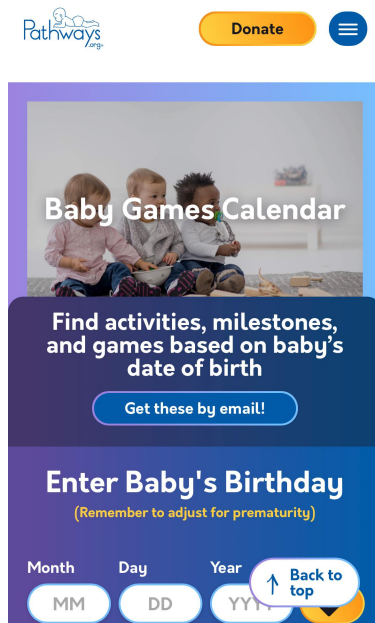 Pathways
.org
Donate
Baby Games Calendar
Find activities, milestones,
and games based on baby's
date of birth
Get these by email!
Enter Baby's Birthday
(Remember to adjust for prematurity)
Month Day Year
MM DD YYYY
Back to
top